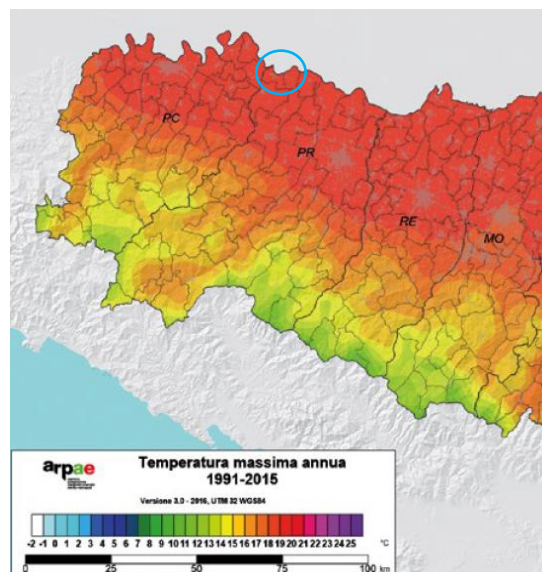 PC
PR
RE
MO
arpae
Temperatura massima annua
1991-2015
Versione 3.0 - 2016, UTM 32 WGS84
-2 -1 0 1 2 3 4 5 6 7 8 9 10 11 12 13 14 15 16 17 18 19 20 21 22 23 24 25 °C
0 25 50 75 100
km